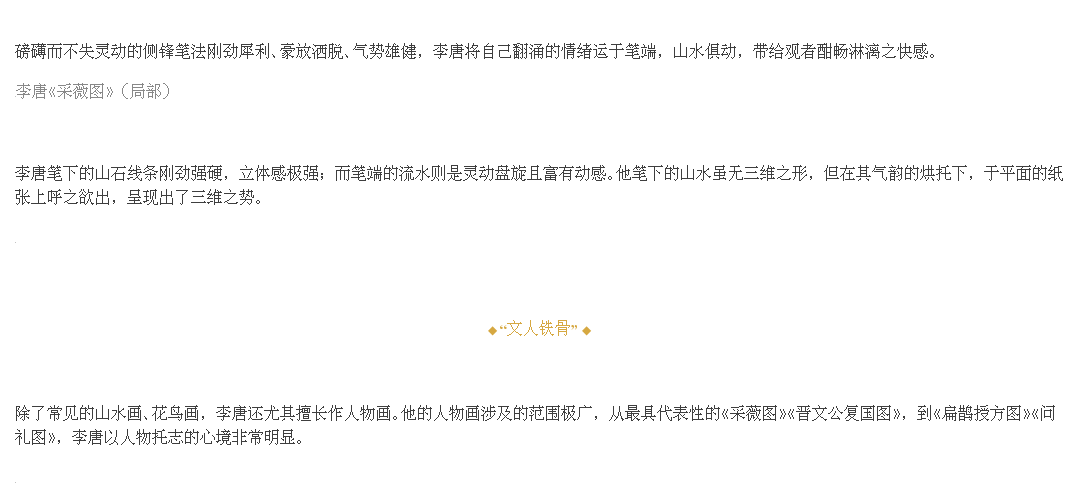 磅礴而不失灵动的侧锋笔法刚劲犀利、豪放洒脱、气势雄健，李唐将自己翻涌的情绪运于笔端，山水俱动，带给观者酣畅淋漓之快感。
李唐《采薇图》（局部）
李唐笔下的山石线条刚劲强硬，立体感极强；而笔端的流水则是灵动盘旋且富有动感。他笔下的山水虽无三维之形，但在其气韵的烘托下，于平面的纸
张上呼之欲出，呈现出了三维之势。
◆“文人铁骨” ◆
除了常见的山水画、花鸟画，李唐还尤其擅长作人物画。他的人物画涉及的范围极广，从最具代表性的《采薇图》《晋文公复国图》，到《扁鹊授方图》《问
礼图》，李唐以人物托志的心境非常明显。